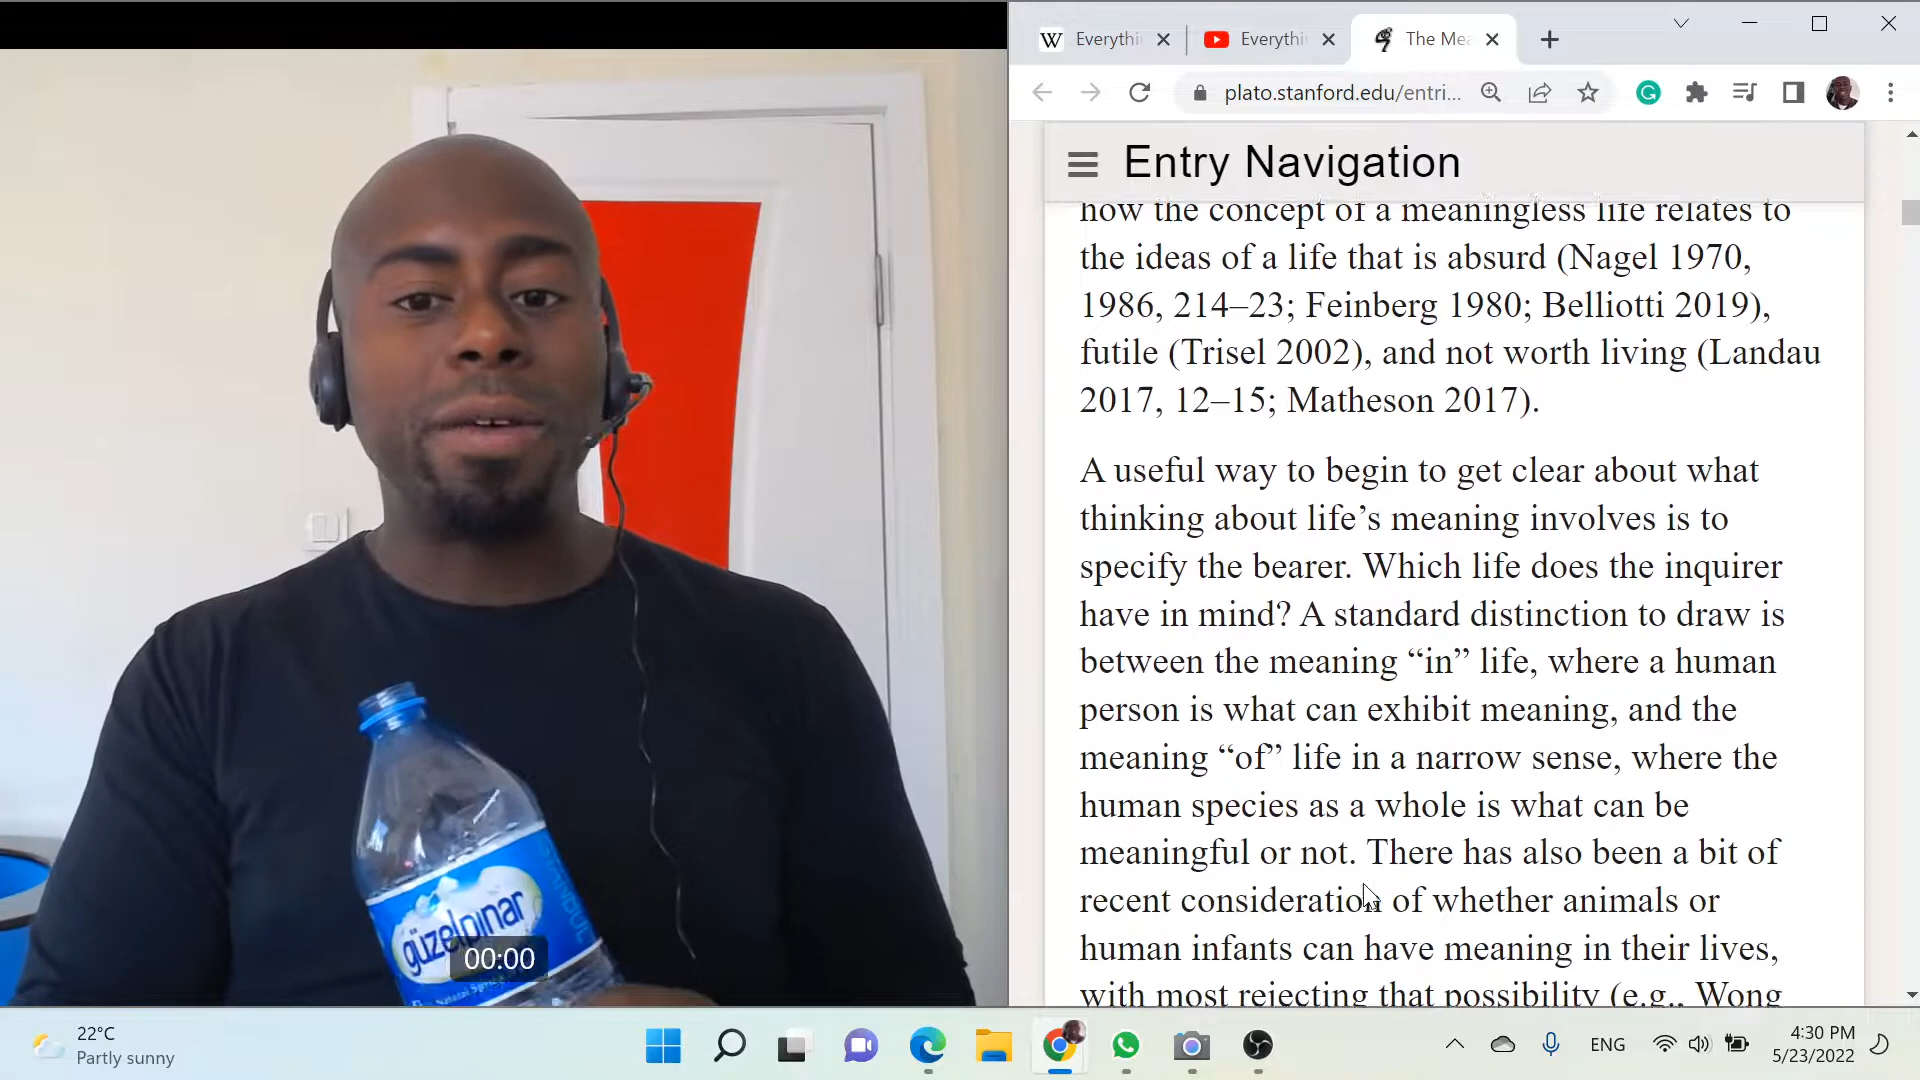 Everythi
Everythi
The Mea
plato.stanford.edu/entri...
Entry Navigation
how the concept of a meaningless life relates to
the ideas of a life that is absurd (Nagel 1970,
1986, 214–23; Feinberg 1980; Belliotti 2019),
futile (Trisel 2002), and not worth living (Landau
2017, 12–15; Matheson 2017).
A useful way to begin to get clear about what
thinking about life’s meaning involves is to
specify the bearer. Which life does the inquirer
have in mind? A standard distinction to draw is
between the meaning “in” life, where a human
person is what can exhibit meaning, and the
meaning “of” life in a narrow sense, where the
human species as a whole is what can be
meaningful or not. There has also been a bit of
recent consideration of whether animals or
human infants can have meaning in their lives,
with most rejecting that possibility (e.g., Wong
güzelpınar
00:00
22°C
Partly sunny
ENG
4:30 PM
5/23/2022